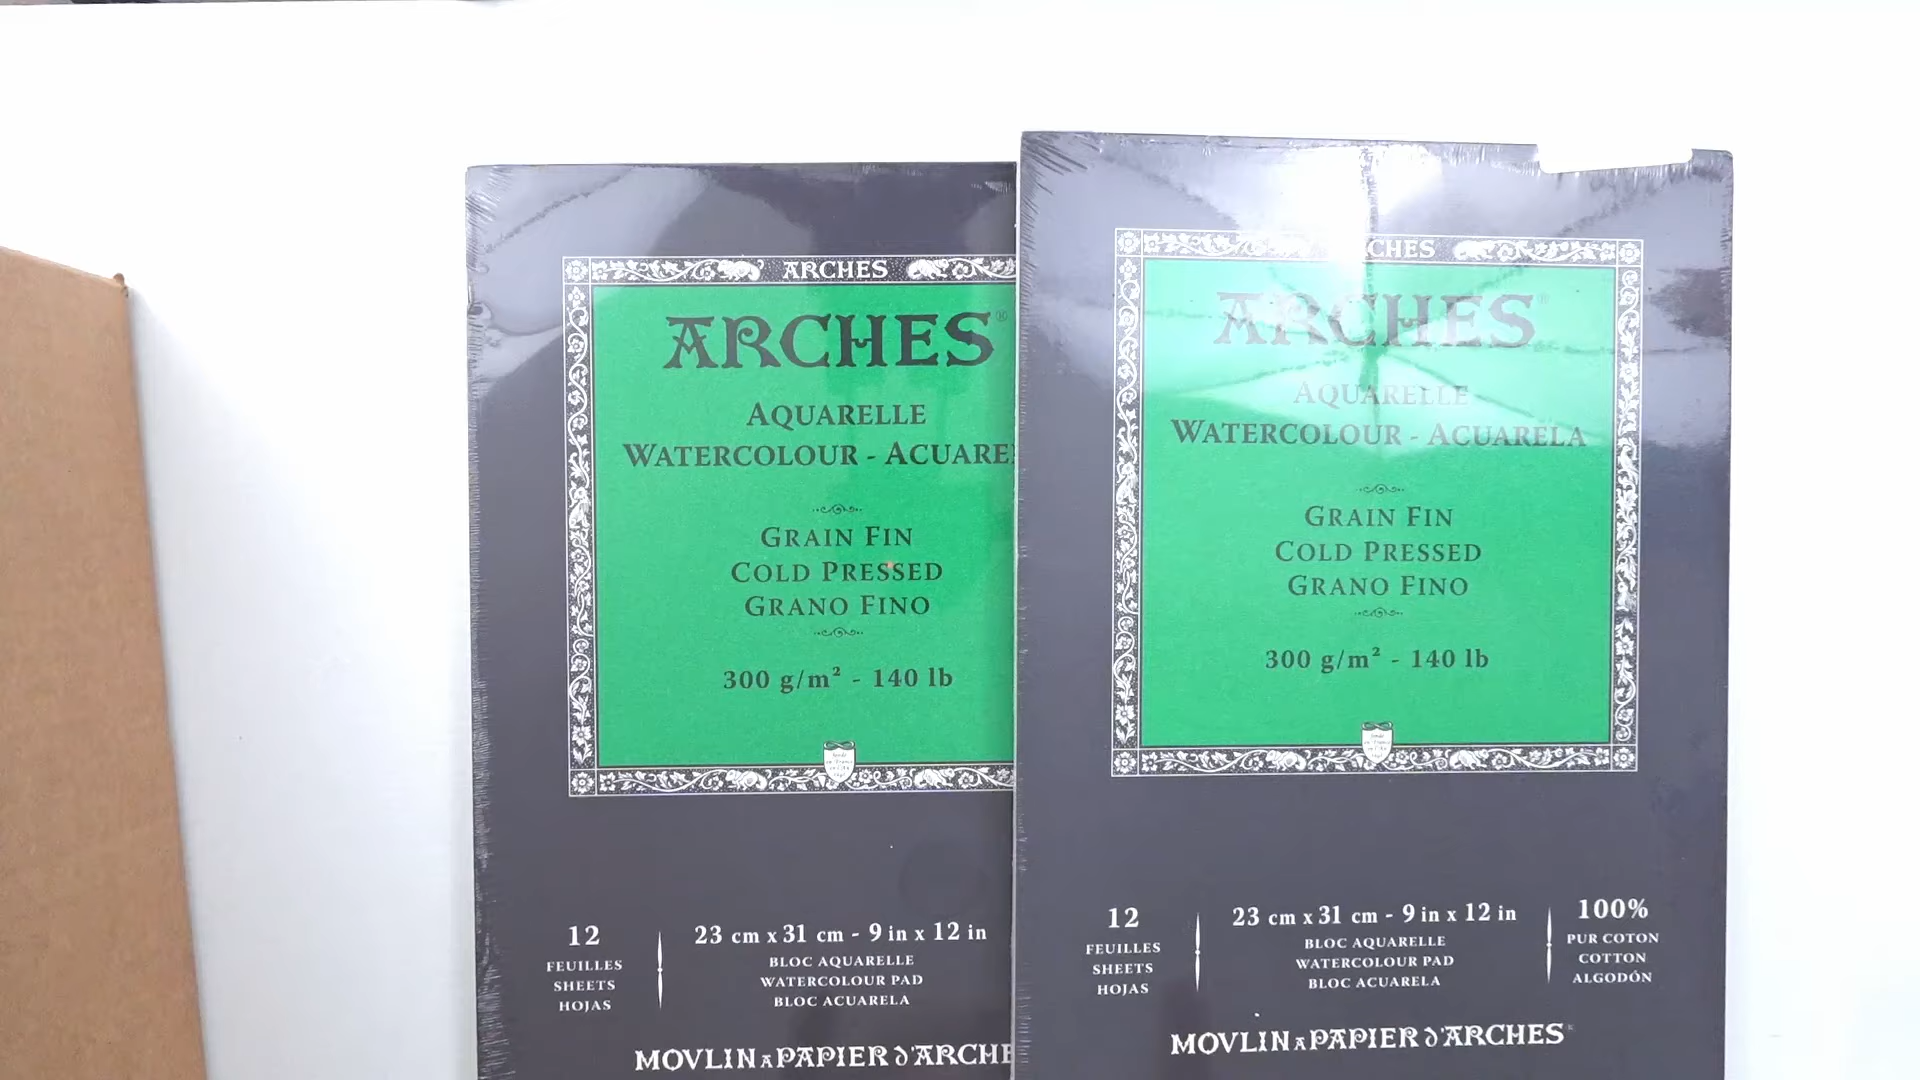 ARCHES
ARCHES®
AQUARELLE
WATERCOLOUR - ACUARE
GRAIN FIN
COLD PRESSED
GRANO FINO
300 g/m² - 140 lb
12
FEUILLES
SHEETS
HOJAS
23 cm x 31 cm - 9 in x 12 in
BLOC AQUARELLE
WATERCOLOUR PAD
BLOC ACUARELA
MOVLIN A PAPIER d'ARCHE
CHES
ARCHES®
AQUARELLE
WATERCOLOUR - ACUARELA
GRAIN FIN
COLD PRESSED
GRANO FINO
300 g/m² - 140 lb
12
FEUILLES
SHEETS
HOJAS
23 cm x 31 cm - 9 in x 12 in
BLOC AQUARELLE
WATERCOLOUR PAD
BLOC ACUARELA
100%
PUR COTON
COTTON
ALGODÓN
MOVLIN A PAPIER d'ARCHES